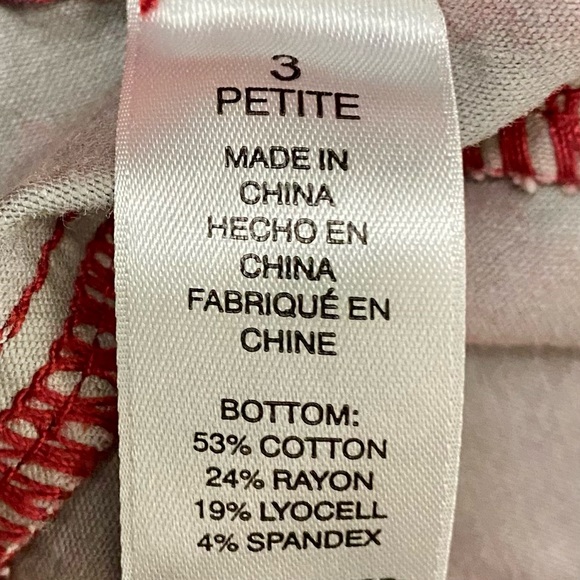 3
PETITE
MADE IN
CHINA
HECHO EN
CHINA
FABRIQUÉ EN
CHINE
BOTTOM:
53% COTTON
24% RAYON
19% LYOCELL
4% SPANDEX